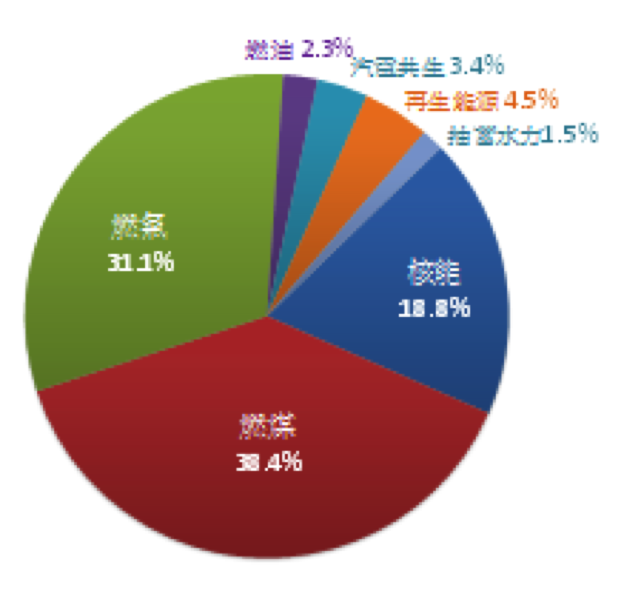 燃油 2.3%
汽電共生 3.4%
再生能源 4.5%
抽蓄水力1.5%
燃氣
31.1%
核能
18.8%
燃煤
38.4%